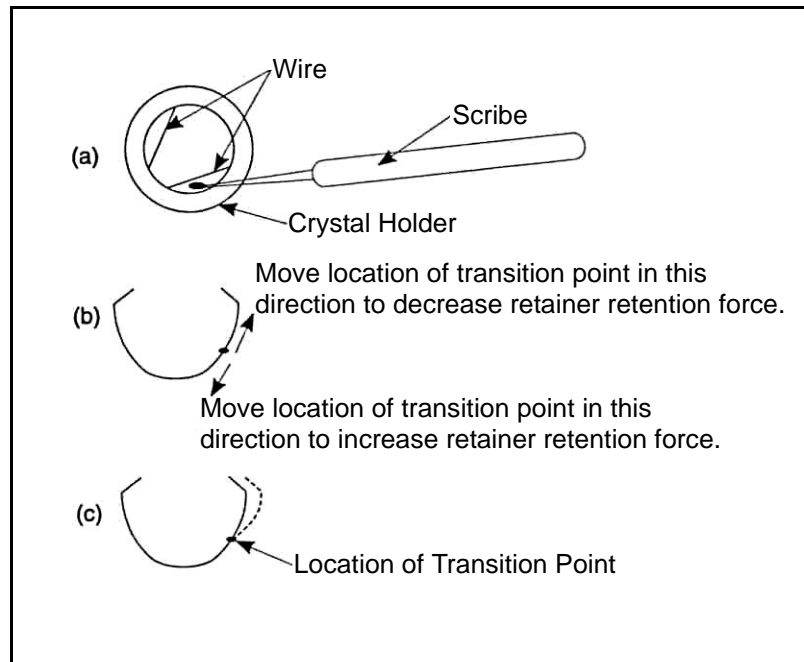 Wire
Scribe
(a)
Crystal Holder
Move location of transition point in this
direction to decrease retainer retention force.
(b)
Move location of transition point in this
direction to increase retainer retention force.
(c)
Location of Transition Point